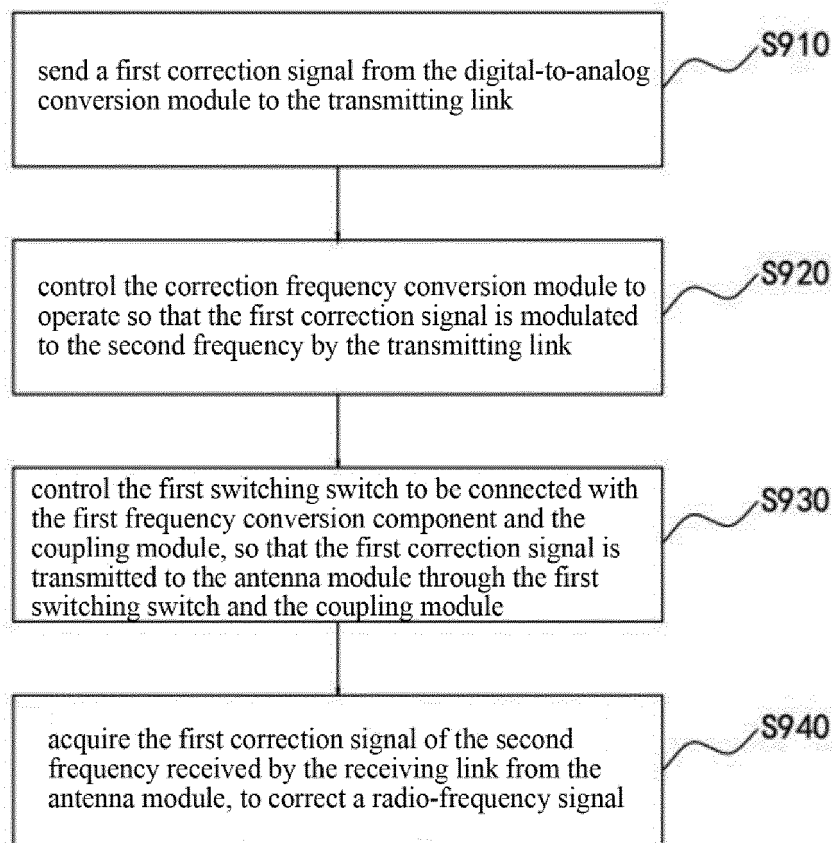 send a first correction signal from the digital-to-analog
conversion module to the transmitting link
S910
control the correction frequency conversion module to
operate so that the first correction signal is modulated
to the second frequency by the transmitting link
S920
control the first switching switch to be connected with
the first frequency conversion component and the
coupling module, so that the first correction signal is
transmitted to the antenna module through the first
switching switch and the coupling module
S930
acquire the first correction signal of the second
frequency received by the receiving link from the
antenna module, to correct a radio-frequency signal
S940